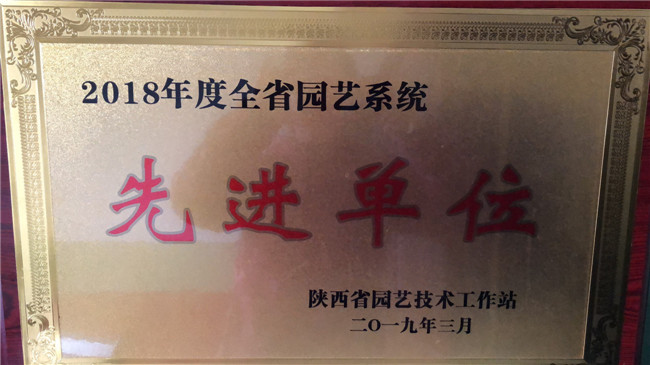 2018年度全省园艺系统
先进单位
陕西省园艺技术工作站
二〇一九年三月